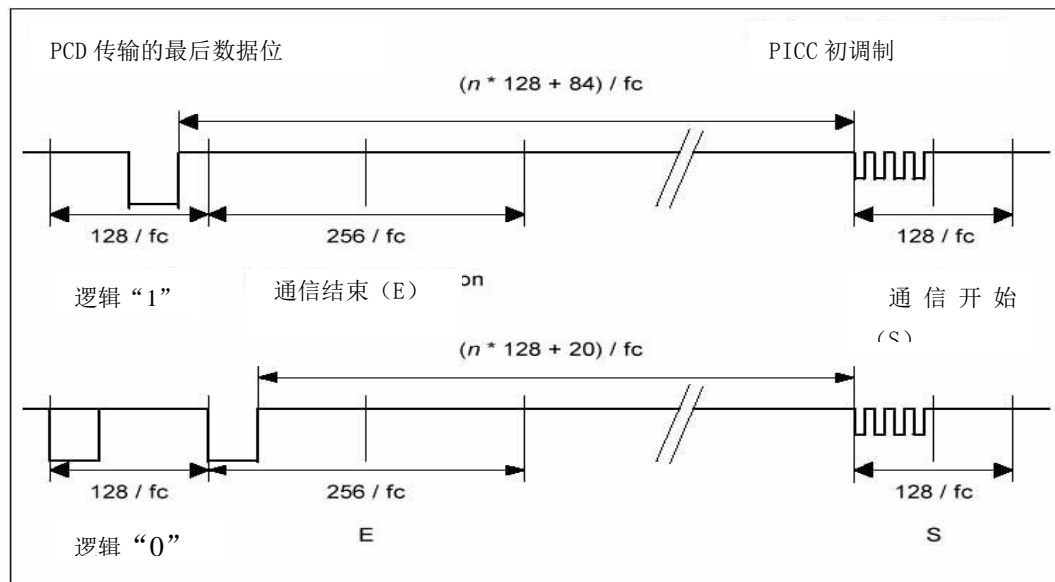 PCD 传输的最后数据位
PICC 初调制
(n * 128 + 84) / fc
128 / fc
256 / fc
128 / fc
逻辑“1”
通信结束（E）
on
通 信 开 始
（S）
(n * 128 + 20) / fc
128 / fc
256 / fc
128 / fc
逻辑“0”
E
S